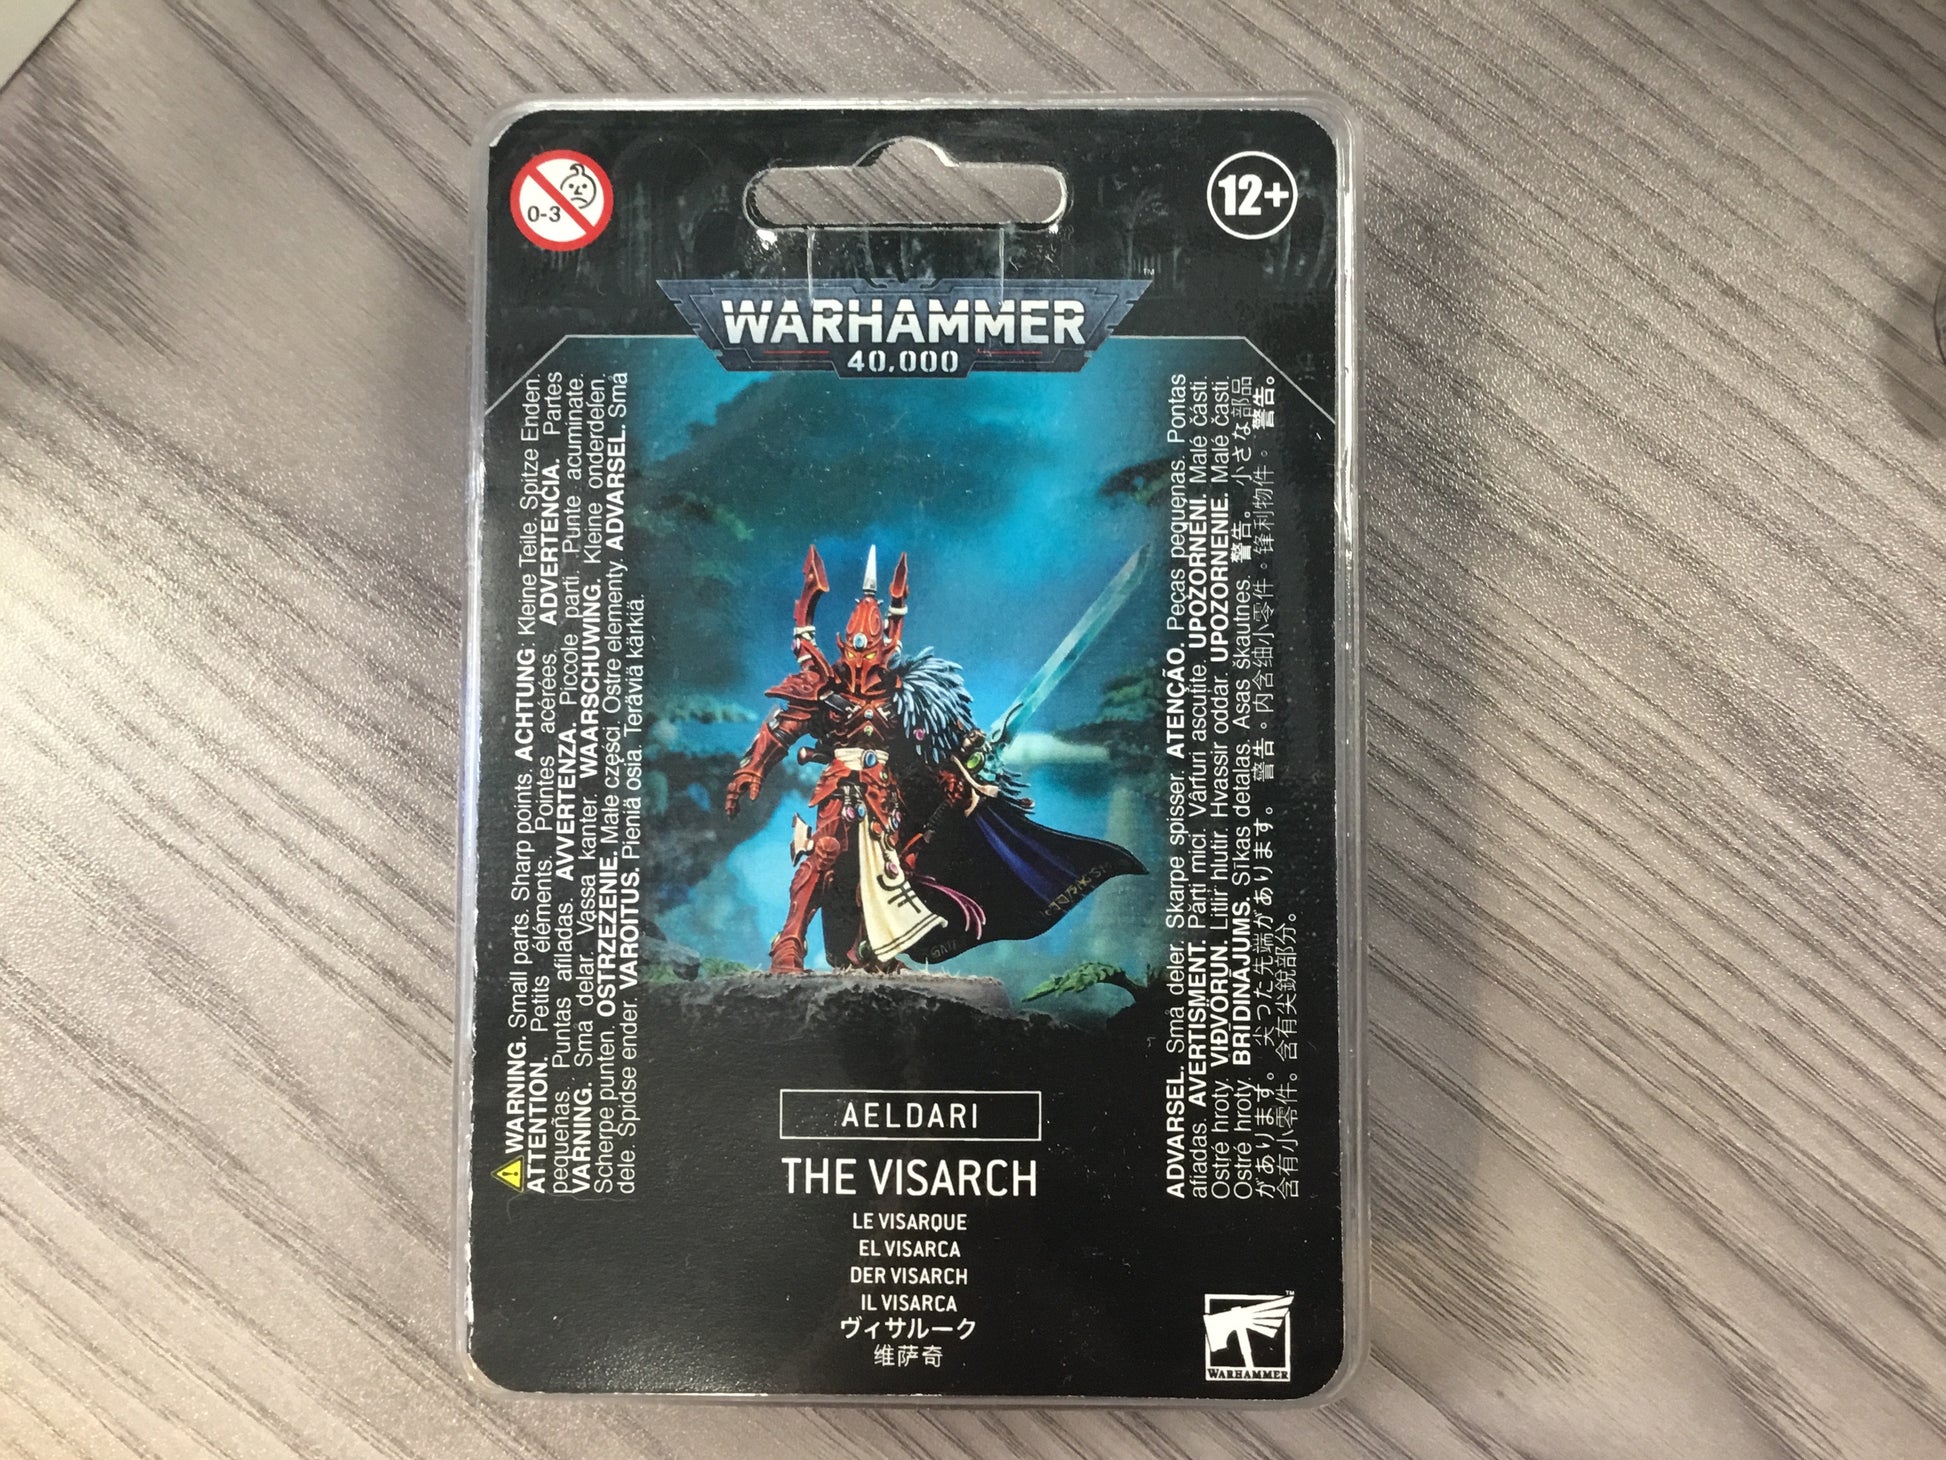 0-3
12+
WARHAMMER
40,000
⚠WARNING. Small parts. Sharp points. ACHTUNG: Kleine Teile. Spitze Enden.
ATTENTION. Petits éléments. Pointes acérées. ADVERTENCIA. Partes
pequeñas. Puntas afiladas. AVVERTENZA. Piccole parti. Punte acuminate.
VARNING. Små delar. Vassa kanter. WAARSCHUWING. Kleine onderdelen.
Scherpe punten. OSTRZEŻENIE. Małe części. Ostre elementy. ADVARSEL. Små
dele. Spidse ender. VAROITUS. Pieniä osia. Teräviä kärkiä.
ADVARSEL. Små deler. Skarpe spisser. ATENÇÃO. Peças pequenas. Pontas
afiadas. AVERTISMENT. Părți mici. Vârfuri ascuțite. UPOZORNĚNÍ. Malé části.
Ostré hroty. VIÐVÖRUN. Litlir hlutir. Hvassir oddar. UPOZORNENIE. Malé časti.
Ostré hroty. BRĪDINĀJUMS. Sīkas detaļas. Asas šķautnes. 警告。小さな部品
があります。尖った先端があります。警告。内含细小零件。锋利物件。警告。
含有小零件。含有尖銳部分。
AELDARI
THE VISARCH
LE VISARQUE
EL VISARCA
DER VISARCH
IL VISARCA
ヴィサルーク
维萨奇
WARHAMMER